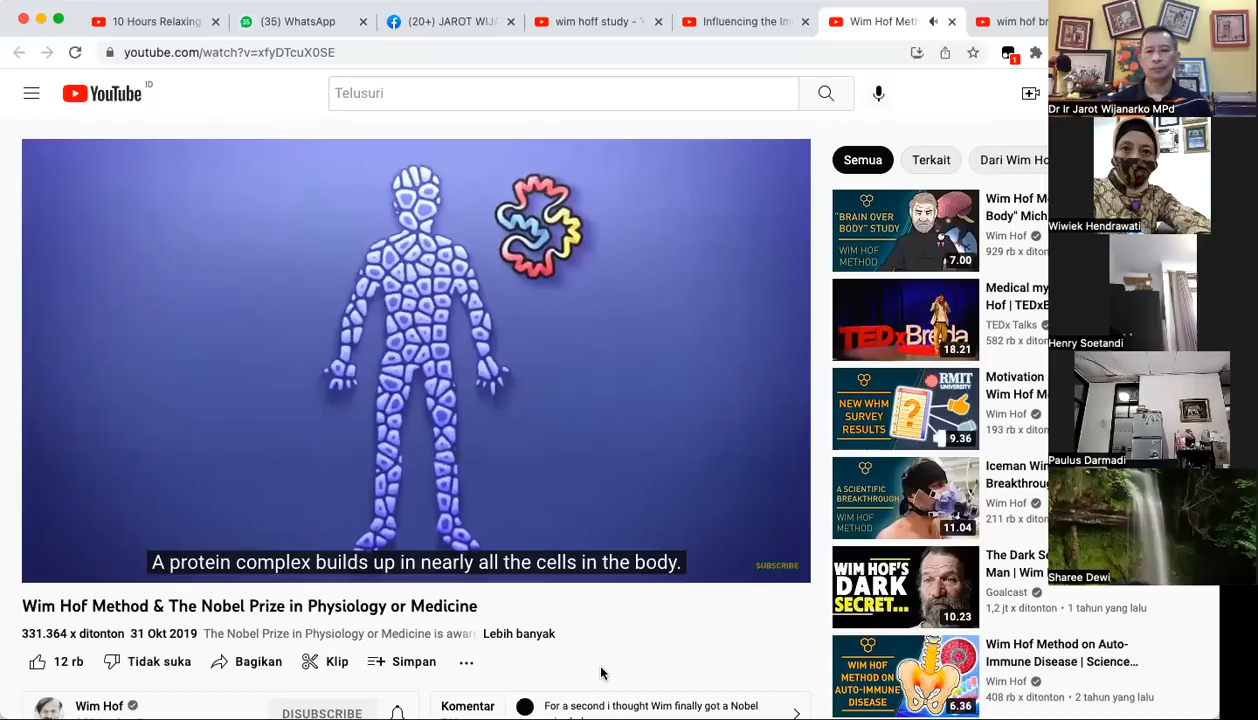 10 Hours Relaxing
(35) WhatsApp
(20+) JAROT WIJA
wim hoff study - Y
Influencing the Im
Wim Hof Meth
wim hof br
youtube.com/watch?v=xfyDTcuX0SE
1
YouTube ID
Telusuri
A protein complex builds up in nearly all the cells in the body.
SUBSCRIBE
Wim Hof Method & The Nobel Prize in Physiology or Medicine
331.364 x ditonton 31 Okt 2019 The Nobel Prize in Physiology or Medicine is awar Lebih banyak
12 rb
Tidak suka
Bagikan
Klip
Simpan
Wim Hof
DISUBSCRIBE
Komentar
For a second i thought Wim finally got a Nobel
Semua
Terkait
Dari Wim Ho
"BRAIN OVER
BODY" STUDY
WIM HOF
METHOD
7.00
Wim Hof M
Body" Mich
Wim Hof
929 rb x diton
TEDxBreda
18.21
Medical my
Hof | TEDxB
TEDx Talks
582 rb x diton
RMIT
UNIVERSITY
NEW WHM
SURVEY
RESULTS
?
9.36
Motivation
Wim Hof M
Wim Hof
193 rb x diton
A SCIENTIFIC
BREAKTHROUGH
WIM HOF
METHOD
11.04
Iceman Win
Breakthroug
Wim Hof
211 rb x diton
WIM HOF'S
DARK
SECRET...
10.23
The Dark Se
Man | Wim
Goalcast
1,2 jt x ditonton • 1 tahun yang lalu
WIM HOF
METHOD ON
AUTO-IMMUNE
DISEASE
6.36
Wim Hof Method on Auto-
Immune Disease | Science...
Wim Hof
408 rb x ditonton • 2 tahun yang lalu
Dr Ir Jarot Wijanarko MPd
Wiwiek Hendrawati
Henry Soetandi
Paulus Darmadi
Sharee Dewi